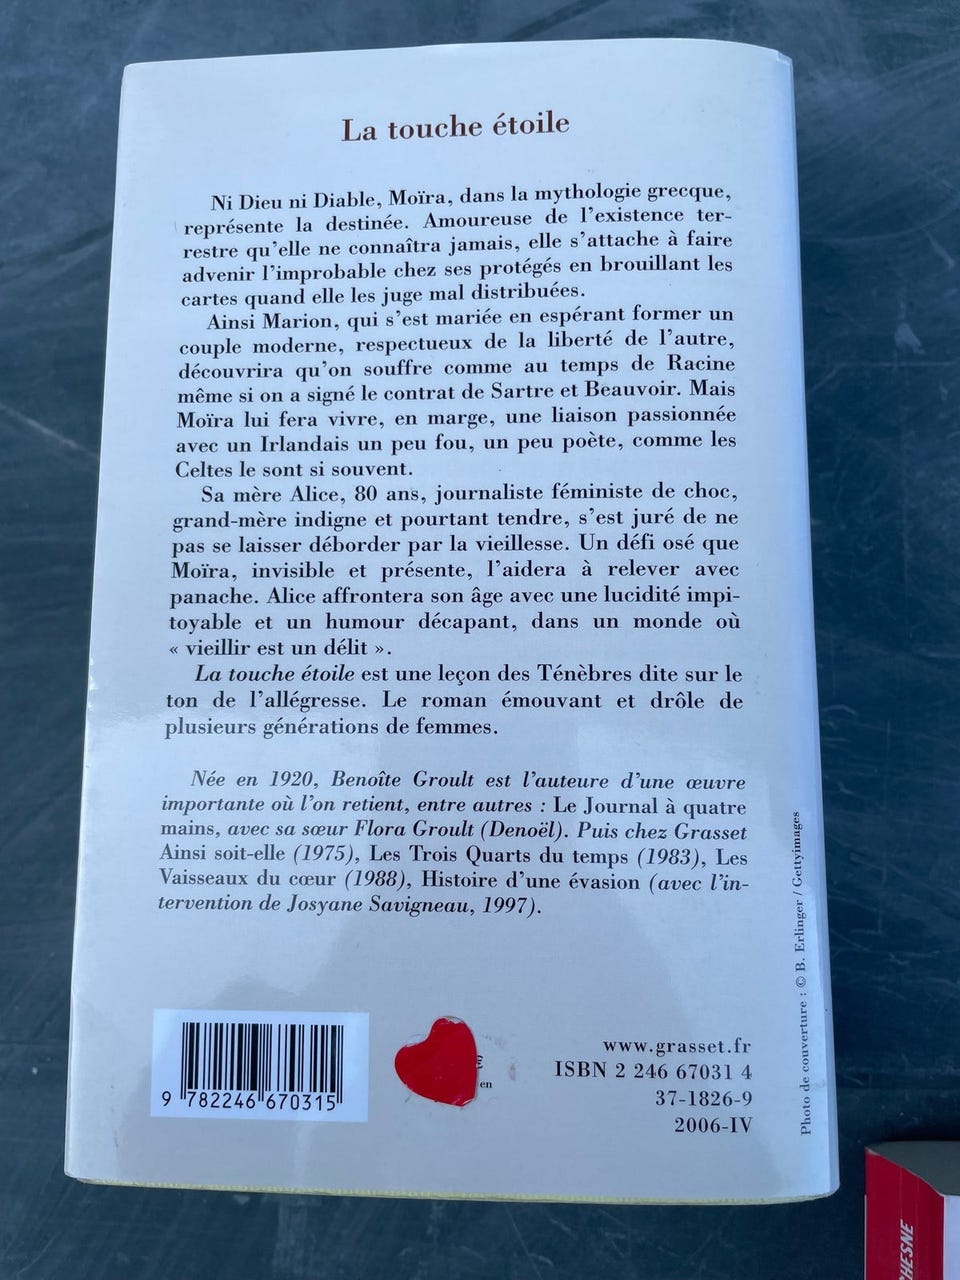 La touche étoile
Ni Dieu ni Diable, Moïra, dans la mythologie grecque,
représente la destinée. Amoureuse de l'existence ter-
restre qu'elle ne connaîtra jamais, elle s'attache à faire
advenir l'improbable chez ses protégés en brouillant les
cartes quand elle les juge mal distribuées.
Ainsi Marion, qui s'est mariée en espérant former un
couple moderne, respectueux de la liberté de l'autre,
découvrira qu'on souffre comme au temps de Racine
même si on a signé le contrat de Sartre et Beauvoir. Mais
Moïra lui fera vivre, en marge, une liaison passionnée
avec un Irlandais un peu fou, un peu poète, comme les
Celtes le sont si souvent.
Sa mère Alice, 80 ans, journaliste féministe de choc,
grand-mère indigne et pourtant tendre, s'est juré de ne
pas se laisser déborder par la vieillesse. Un défi osé que
Moïra, invisible et présente, l'aidera à relever avec
panache. Alice affrontera son âge avec une lucidité impi-
toyable et un humour décapant, dans un monde où
« vieillir est un délit ».
La touche étoile est une leçon des Ténèbres dite sur le
ton de l'allégresse. Le roman émouvant et drôle de
plusieurs générations de femmes.
Née en 1920, Benoîte Groult est l'auteure d'une œuvre
importante où l'on retient, entre autres : Le Journal à quatre
mains, avec sa sœur Flora Groult (Denoël). Puis chez Grasset
Ainsi soit-elle (1975), Les Trois Quarts du temps (1983), Les
Vaisseaux du cœur (1988), Histoire d'une évasion (avec l'in-
tervention de Josyane Savigneau, 1997).
9 782246 670315
€
en
www.grasset.fr
ISBN 2 246 67031 4
37-1826-9
2006-IV
Photo de couverture : © B. Erlinger / Gettyimages
HESNE